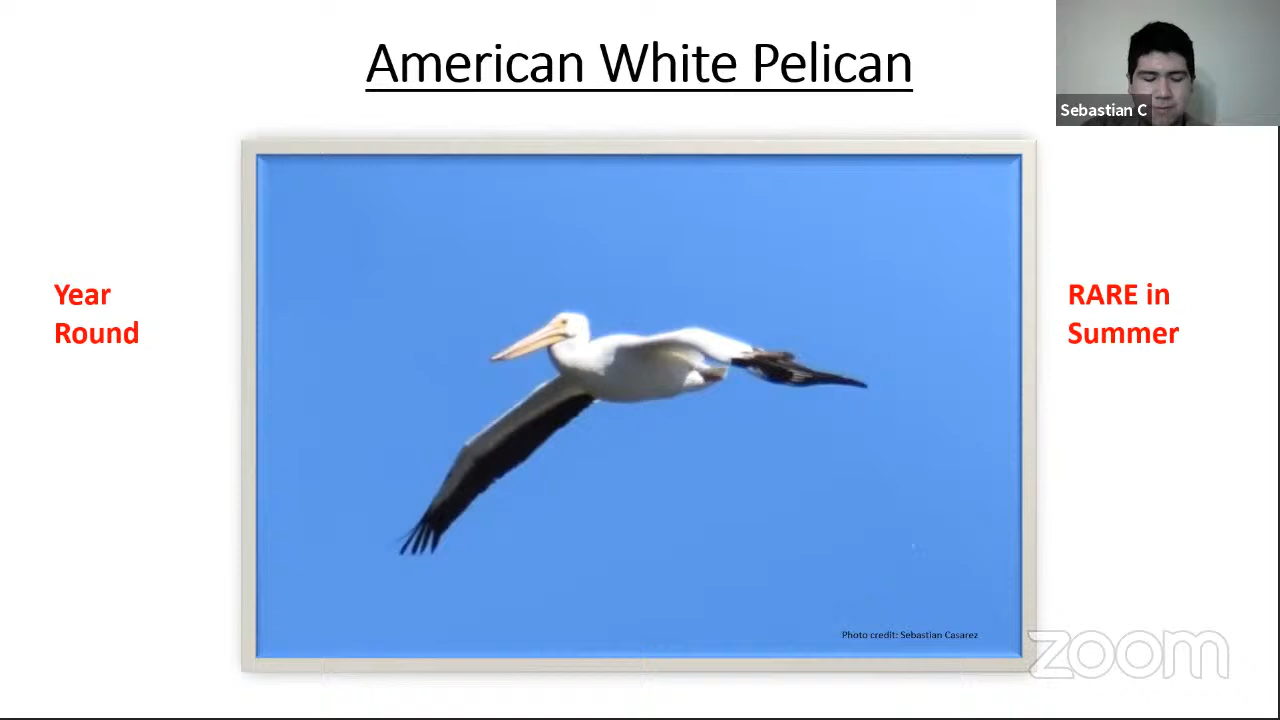 American White Pelican
Sebastian C
Year
Round
RARE in
Summer
Photo credit: Sebastian Casarez
zoom